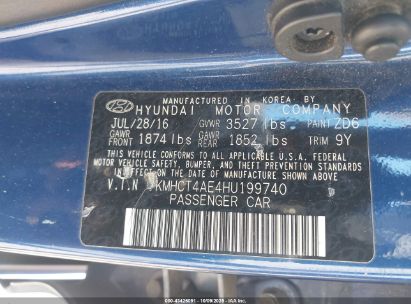 MANUFACTURED IN KOREA BY
HYUNDAI MOTOR COMPANY
JUL/28/16 GVWR 3527 lbs PAINT ZD6
GAWR FRONT 1874 lbs GAWR REAR 1852 lbs TRIM 9Y
THIS VEHICLE CONFORMS TO ALL APPLICABLE U.S.A. FEDERAL
MOTOR VEHICLE SAFETY, BUMPER, AND THEFT PREVENTION
STANDARDS IN EFFECT ON THE DATE OF MANUFACTURE SHOWN ABOVE.
V.I.N : KMHCT4AE4HU199740
PASSENGER CAR